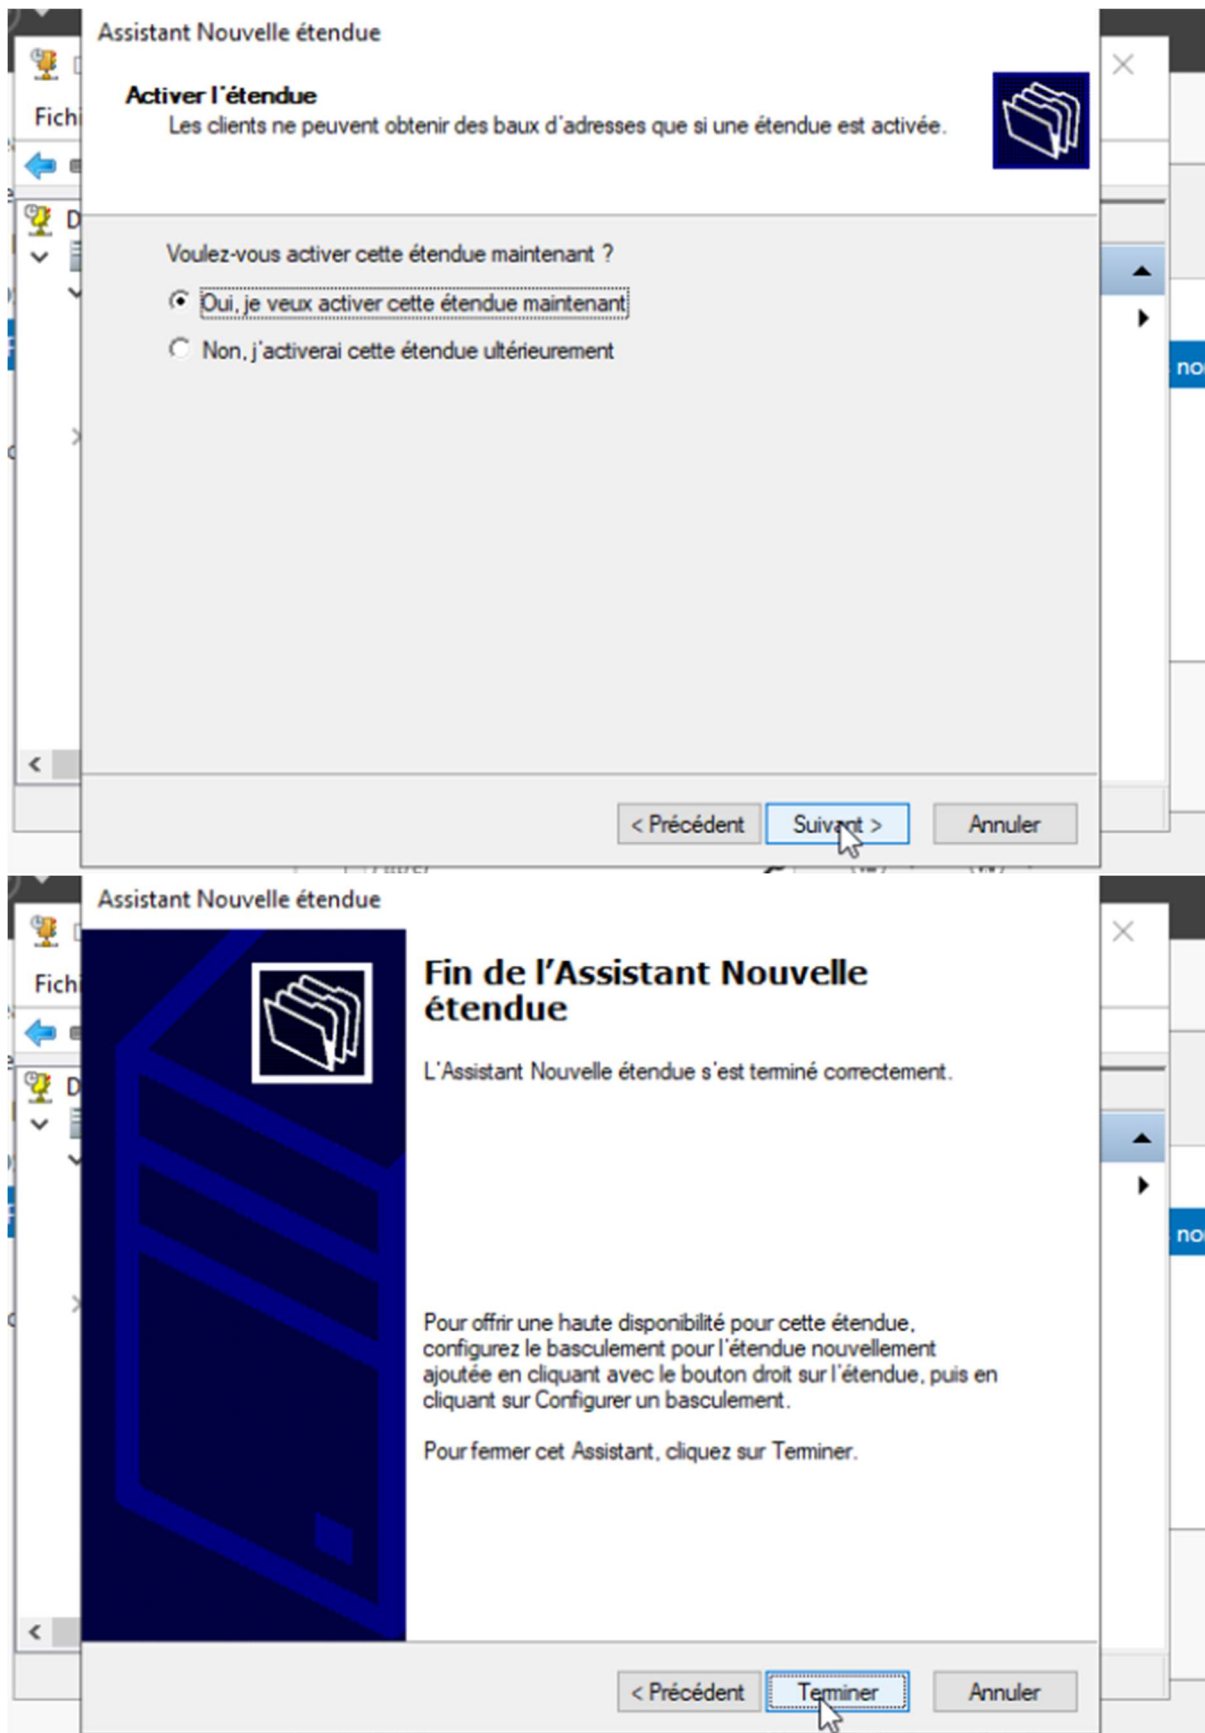 Assistant Nouvelle étendue
Activer l'étendue
Les clients ne peuvent obtenir des baux d'adresses que si une étendue est activée.
Fichi
D
Voulez-vous activer cette étendue maintenant ?
Oui, je veux activer cette étendue maintenant
Non, j'activerai cette étendue ultérieurement
no
< Précédent
Suivant >
Annuler
Assistant Nouvelle étendue
Fin de l'Assistant Nouvelle
étendue
Fichi
L'Assistant Nouvelle étendue s'est terminé correctement.
D
no
Pour offrir une haute disponibilité pour cette étendue,
configurez le basculement pour l'étendue nouvellement
ajoutée en cliquant avec le bouton droit sur l'étendue, puis en
cliquant sur Configurer un basculement.
Pour fermer cet Assistant, cliquez sur Terminer.
< Précédent
Terminer
Annuler